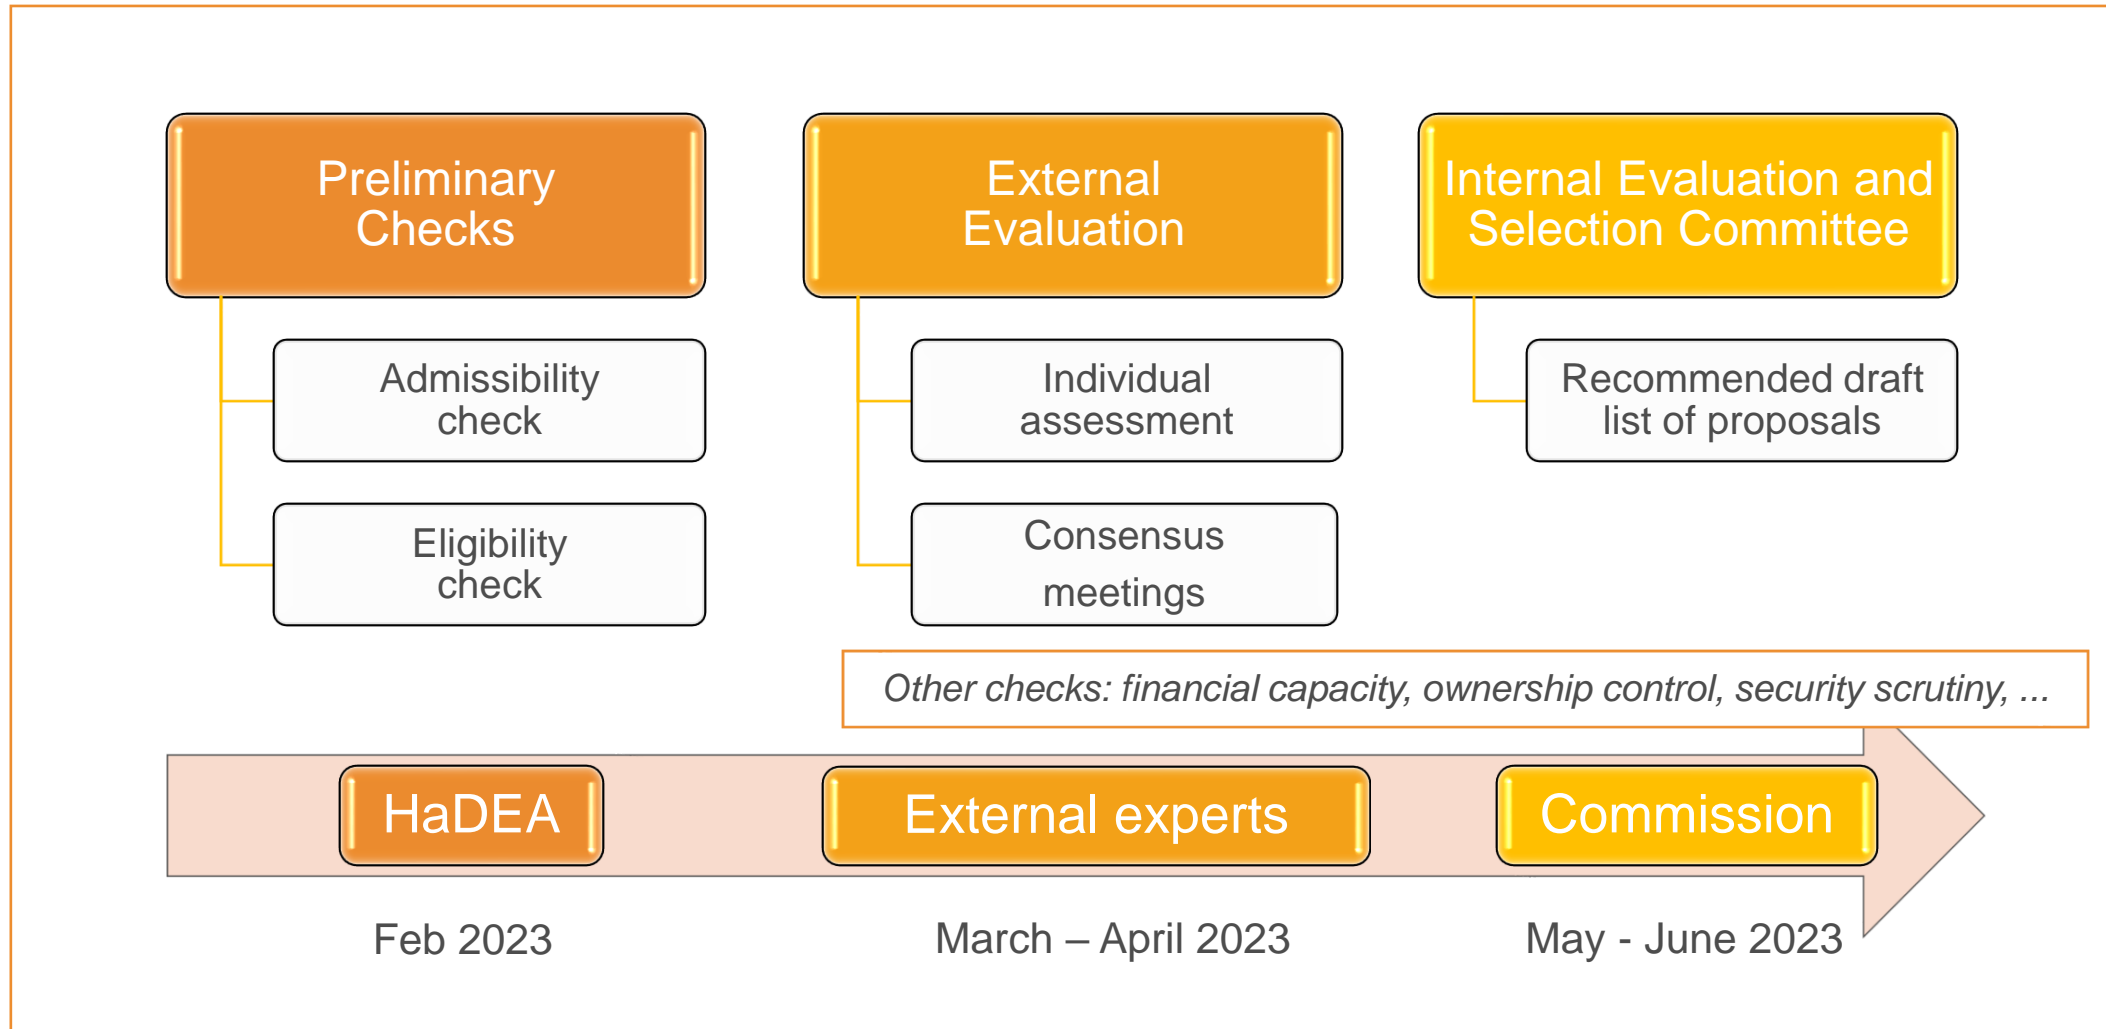 Preliminary
Checks
Admissibility
check
Eligibility
check
External
Evaluation
Individual
assessment
Consensus
meetings
Internal Evaluation and
Selection Committee
Recommended draft
list of proposals
Other checks: financial capacity, ownership control, security scrutiny, ...
HaDEA
External experts
Commission
Feb 2023
March – April 2023
May - June 2023